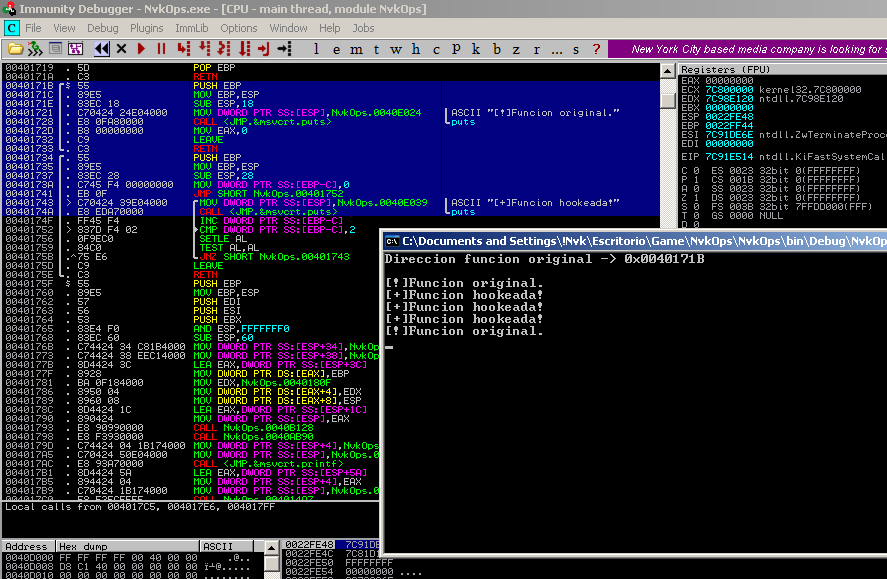 Immunity Debugger - NvkOps.exe - [CPU - main thread, module NvkOps]
C File View Debug Plugins ImmLib Options Window Help Jobs
l e m t w h c p k b z r ... s ? New York City based media company is looking for s
00401719 . 5D POP EBP
0040171A . C3 RETN
0040171B $ 55 PUSH EBP
0040171C . 89E5 MOV EBP,ESP
0040171E . 83EC 18 SUB ESP,18
00401721 . C70424 24E04000 MOV DWORD PTR SS:[ESP],NvkOps.0040E024 ASCII "[!]Funcion original."
00401728 . E8 0FA80000 CALL <JMP.&msvcrt.puts> puts
0040172D . B8 00000000 MOV EAX,0
00401732 . C9 LEAVE
00401733 . C3 RETN
00401734 . 55 PUSH EBP
00401735 . 89E5 MOV EBP,ESP
00401737 . 83EC 28 SUB ESP,28
0040173A . C745 F4 00000000 MOV DWORD PTR SS:[EBP-C],0
00401741 . EB 0F JMP SHORT NvkOps.00401752
00401743 > C70424 39E04000 MOV DWORD PTR SS:[ESP],NvkOps.0040E039 ASCII "[+]Funcion hookeada!"
0040174A . E8 EDA70000 CALL <JMP.&msvcrt.puts> puts
0040174F . FF45 F4 INC DWORD PTR SS:[EBP-C]
00401752 > 837D F4 02 CMP DWORD PTR SS:[EBP-C],2
00401756 . 0F9EC0 SETLE AL
00401759 . 84C0 TEST AL,AL
0040175B .^75 E6 JNZ SHORT NvkOps.00401743
0040175D . C9 LEAVE
0040175E . C3 RETN
0040175F $ 55 PUSH EBP
00401760 . 89E5 MOV EBP,ESP
00401762 . 57 PUSH EDI
00401763 . 56 PUSH ESI
00401764 . 53 PUSH EBX
00401765 . 83E4 F0 AND ESP,FFFFFFF0
00401768 . 83EC 60 SUB ESP,60
0040176B . C74424 34 C81B4000 MOV DWORD PTR SS:[ESP+34],NvkO
00401773 . C74424 38 EEC14000 MOV DWORD PTR SS:[ESP+38],NvkO
0040177B . 8D4424 3C LEA EAX,DWORD PTR SS:[ESP+3C]
0040177F . 8928 MOV DWORD PTR DS:[EAX],EBP
00401781 . BA 0F184000 MOV EDX,NvkOps.0040180F
00401786 . 8950 04 MOV DWORD PTR DS:[EAX+4],EDX
00401789 . 8960 08 MOV DWORD PTR DS:[EAX+8],ESP
0040178C . 8D4424 1C LEA EAX,DWORD PTR SS:[ESP+1C]
00401790 . 890424 MOV DWORD PTR SS:[ESP],EAX
00401793 . E8 90990000 CALL NvkOps.0040B128
00401798 . E8 F3930000 CALL NvkOps.0040AB90
0040179D . C74424 04 1B174000 MOV DWORD PTR SS:[ESP+4],NvkOp
004017A5 . C70424 50E04000 MOV DWORD PTR SS:[ESP],NvkOps.0
004017AC . E8 93A70000 CALL <JMP.&msvcrt.printf>
004017B1 . 8D4424 5A LEA EAX,DWORD PTR SS:[ESP+5A]
004017B5 . 894424 04 MOV DWORD PTR SS:[ESP+4],EAX
004017B9 . C70424 1B174000 MOV DWORD PTR SS:[ESP],NvkOps.0
Local calls from 004017C5, 004017E6, 004017FF
Address Hex dump ASCII
0040D000 FF FF FF FF 00 40 00 00 .@..
0040D008 D8 C1 40 00 00 00 00 00
0040D010 00 00 00 00 00 00 00 00 ........
0022FE48 7C91DE
0022FE4C 7C81D1
0022FE50 FFFFFFFF
0022FE54 00000000 ....
Registers (FPU)
EAX 00000000
ECX 7C800000 kernel32.7C800000
EDX 7C98E120 ntdll.7C98E120
EBX 00000000
ESP 0022FE48
EBP 0022FF44
ESI 7C91DE6E ntdll.ZwTerminateProc
EDI 00000000
EIP 7C91E514 ntdll.KiFastSystemCal
C 0 ES 0023 32bit 0(FFFFFFFF)
P 1 CS 001B 32bit 0(FFFFFFFF)
A 0 SS 0023 32bit 0(FFFFFFFF)
Z 1 DS 0023 32bit 0(FFFFFFFF)
S 0 FS 003B 32bit 7FFDD000(FFF)
T 0 GS 0000 NULL
D 0
C:\Documents and Settings\!Nvk\Escritorio\Game\NvkOps\NvkOps\bin\Debug\NvkOp
Direccion funcion original -> 0x0040171B
[!]Funcion original.
[+]Funcion hookeada!
[+]Funcion hookeada!
[+]Funcion hookeada!
[!]Funcion original.